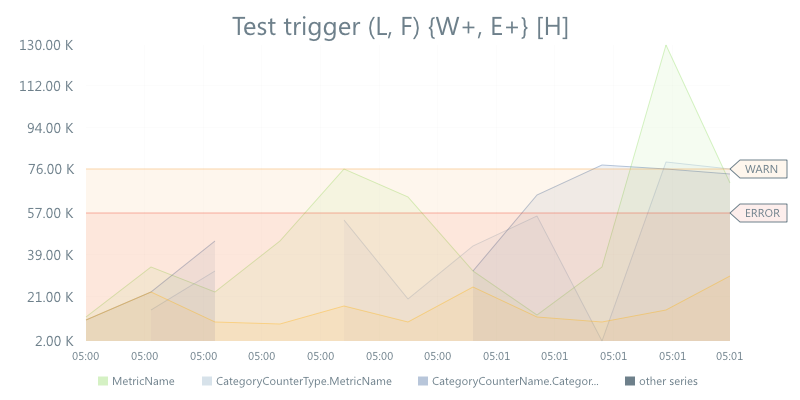 Test trigger (L, F) {W+, E+} [H]
130.00 K
112.00 K
94.00 K
76.00 K
WARN
57.00 K
ERROR
39.00 K
21.00 K
2.00 K
05:00 05:00 05:00 05:00 05:00 05:00 05:00 05:01 05:01 05:01 05:01 05:01
MetricName CategoryCounterType.MetricName CategoryCounterName.Categor... other series